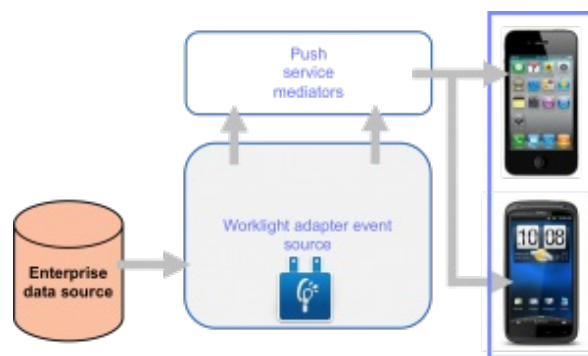 Push
service
mediators
Worklight adapter event
source
Enterprise
data source
10 08